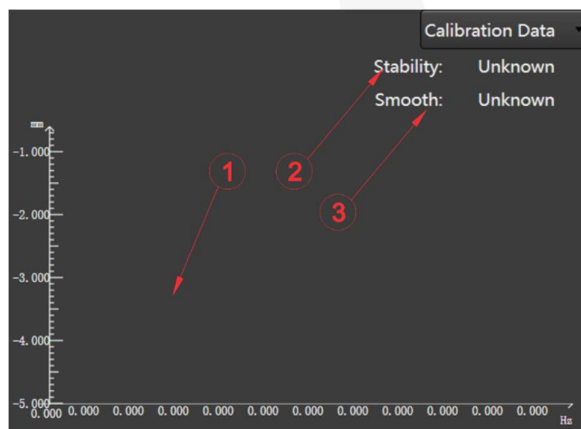 Calibration Data
Stability: Unknown
Smooth: Unknown
mm
-1.000
1
2
3
-2.000
-3.000
-4.000
-5.000
0.000 0.000 0.000 0.000 0.000 0.000 0.000 0.000 0.000 0.000 0.000 0.000
Hz